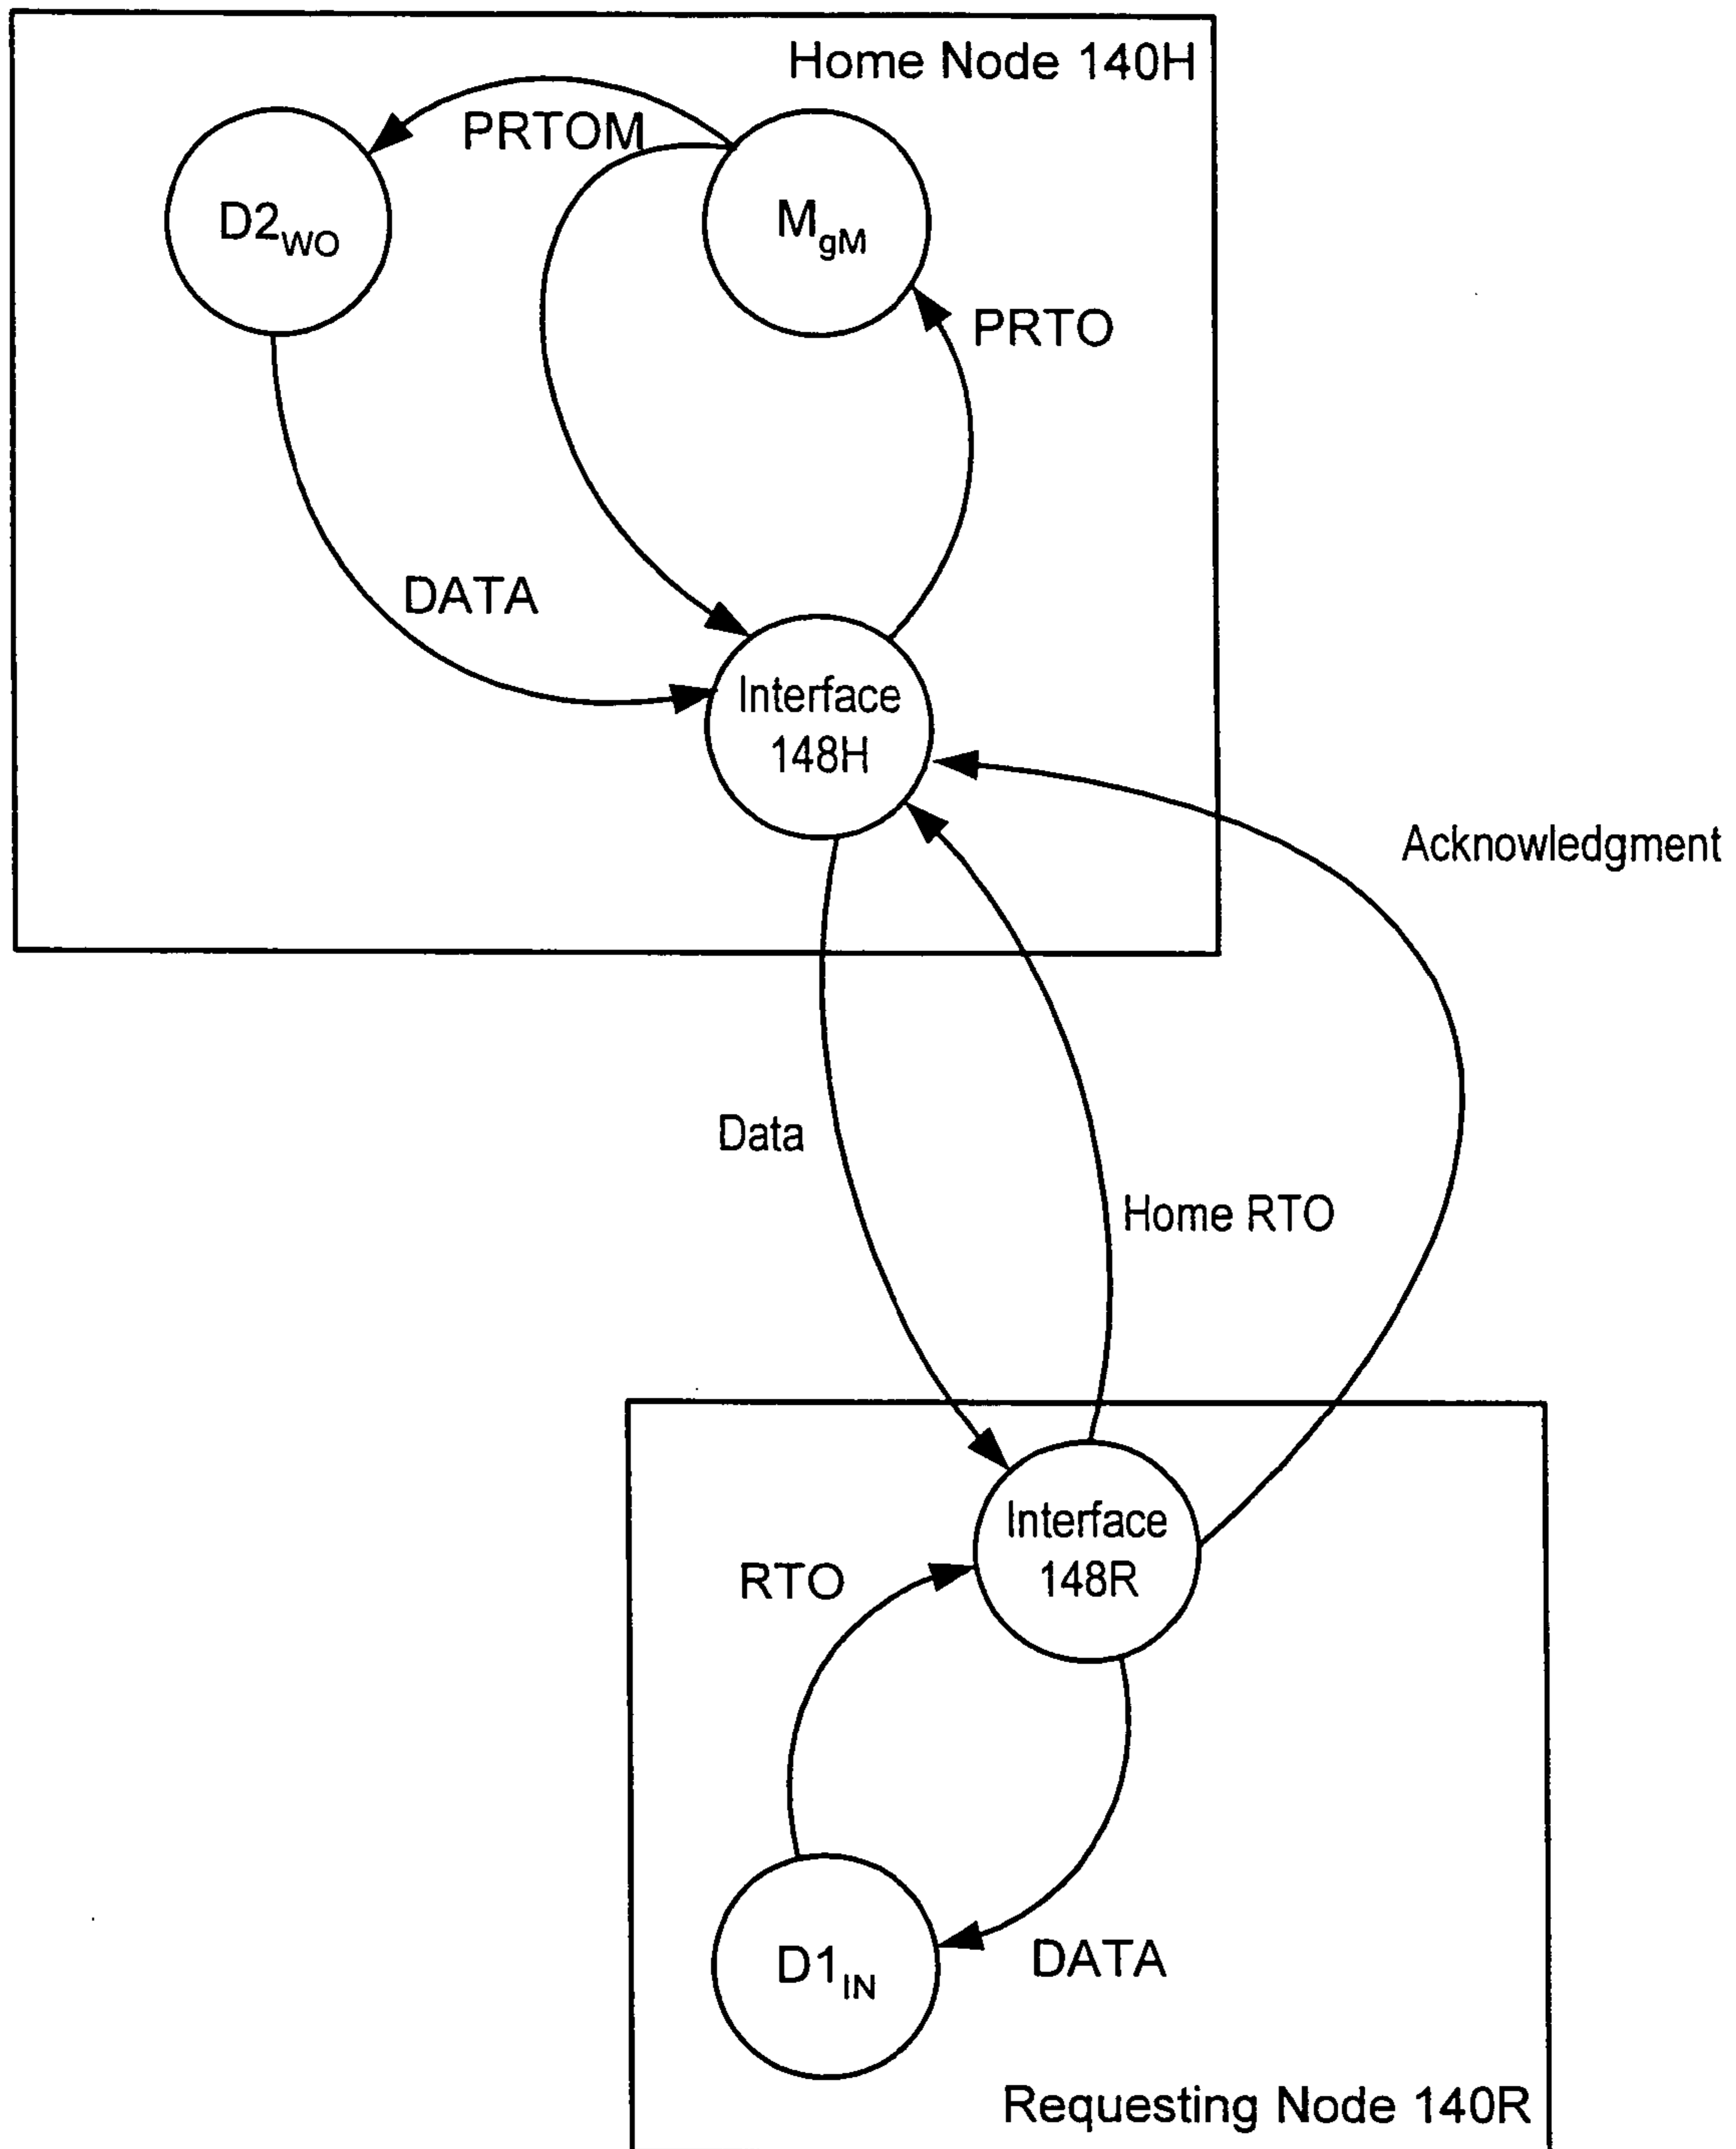 Home Node 140H
PRTOM
D2WO
MgM
PRTO
DATA
Interface
148H
Acknowledgment
Data
Home RTO
Interface
148R
RTO
D1IN
DATA
Requesting Node 140R